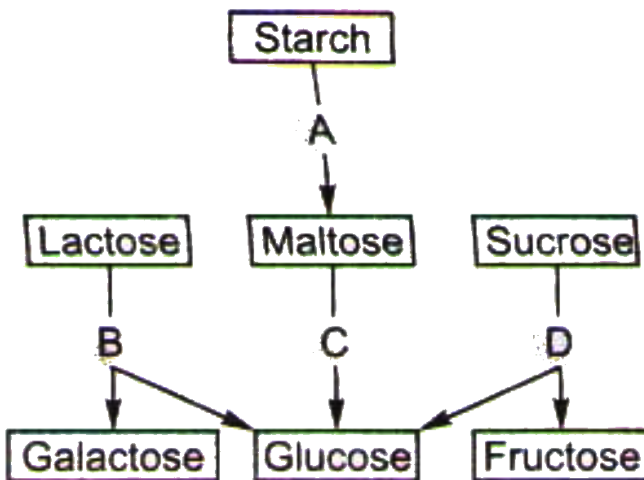 Starch
A
Lactose Maltose Sucrose
B C D
Galactose Glucose Fructose